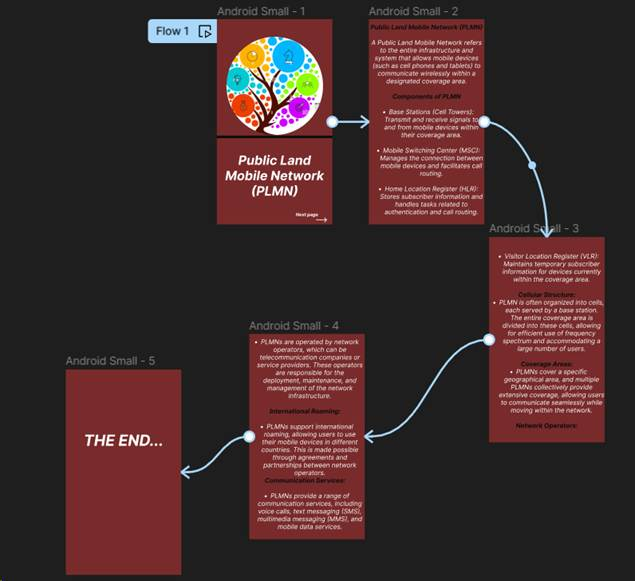 Android Small - 1
Flow 1
Public Land
Mobile Network
(PLMN)
Next page
Android Small - 2
Public Land Mobile Network (PLMN)
A Public Land Mobile Network refers
to the entire infrastructure and
system that allows mobile devices
(such as cell phones and tablets) to
communicate wirelessly within a
designated coverage area.
Components of PLMN
• Base Stations (Cell Towers):
Transmit and receive signals to
and from mobile devices within
their coverage area.
• Mobile Switching Center (MSC):
Manages the connection between
mobile devices and facilitates call
routing.
• Home Location Register (HLR):
Stores subscriber information and
handles tasks related to
authentication and call routing.
Android Small - 3
• Visitor Location Register (VLR):
Maintains temporary subscriber
information for devices currently
within the coverage area.
Cellular Structure:
• PLMN is often organized into cells,
each served by a base station.
The entire coverage area is
divided into these cells, allowing
for efficient use of frequency
spectrum and accommodating a
large number of users.
Coverage Areas:
• PLMNs cover a specific
geographical area, and multiple
PLMNs collectively provide
extensive coverage, allowing users
to communicate seamlessly while
moving within the network.
Network Operators:
Android Small - 4
• PLMNs are operated by network
operators, which can be
telecommunication companies or
service providers. These operators
are responsible for the
deployment, maintenance, and
management of the network
infrastructure.
International Roaming:
• PLMNs support international
roaming, allowing users to use
their mobile devices in different
countries. This is made possible
through agreements and
partnerships between network
operators.
Communication Services:
• PLMNs provide a range of
communication services, including
voice calls, text messaging (SMS),
multimedia messaging (MMS), and
mobile data services.
Android Small - 5
THE END...